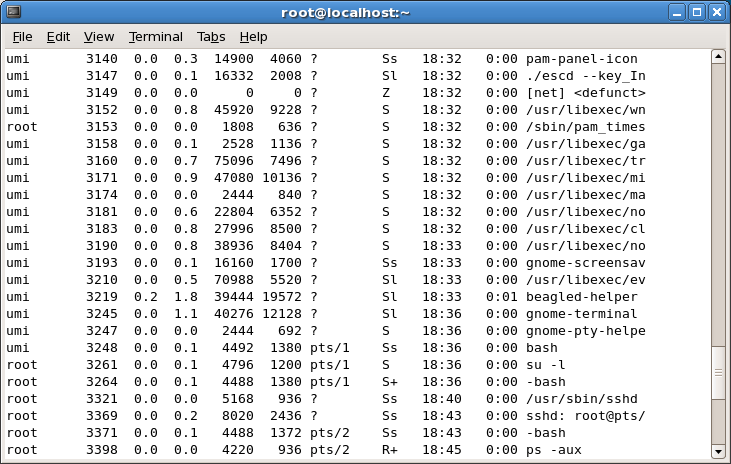 root@localhost:~
File Edit View Terminal Tabs Help
umi 3140 0.0 0.3 14900 4060 ? Ss 18:32 0:00 pam-panel-icon
umi 3147 0.0 0.1 16332 2008 ? Sl 18:32 0:00 ./escd --key_In
umi 3149 0.0 0.0 0 0 ? Z 18:32 0:00 [net] <defunct>
umi 3152 0.0 0.8 45920 9228 ? S 18:32 0:00 /usr/libexec/wn
root 3153 0.0 0.0 1808 636 ? S 18:32 0:00 /sbin/pam_times
umi 3158 0.0 0.1 2528 1136 ? S 18:32 0:00 /usr/libexec/ga
umi 3160 0.0 0.7 75096 7496 ? S 18:32 0:00 /usr/libexec/tr
umi 3171 0.0 0.9 47080 10136 ? S 18:32 0:00 /usr/libexec/mi
umi 3174 0.0 0.0 2444 840 ? S 18:32 0:00 /usr/libexec/ma
umi 3181 0.0 0.6 22804 6352 ? S 18:32 0:00 /usr/libexec/no
umi 3183 0.0 0.8 27996 8500 ? S 18:32 0:00 /usr/libexec/cl
umi 3190 0.0 0.8 38936 8404 ? S 18:33 0:00 /usr/libexec/no
umi 3193 0.0 0.1 16160 1700 ? Ss 18:33 0:00 gnome-screensav
umi 3210 0.0 0.5 70988 5520 ? Sl 18:33 0:00 /usr/libexec/ev
umi 3219 0.2 1.8 39444 19572 ? Sl 18:33 0:01 beagled-helper
umi 3245 0.0 1.1 40276 12128 ? Sl 18:36 0:00 gnome-terminal
umi 3247 0.0 0.0 2444 692 ? S 18:36 0:00 gnome-pty-helpe
umi 3248 0.0 0.1 4492 1380 pts/1 Ss 18:36 0:00 bash
root 3261 0.0 0.1 4796 1200 pts/1 S 18:36 0:00 su -l
root 3264 0.0 0.1 4488 1380 pts/1 S+ 18:36 0:00 -bash
root 3321 0.0 0.0 5168 936 ? Ss 18:40 0:00 /usr/sbin/sshd
root 3369 0.0 0.2 8020 2436 ? Ss 18:43 0:00 sshd: root@pts/
root 3371 0.0 0.1 4488 1372 pts/2 Ss 18:43 0:00 -bash
root 3398 0.0 0.0 4220 936 pts/2 R+ 18:45 0:00 ps -aux